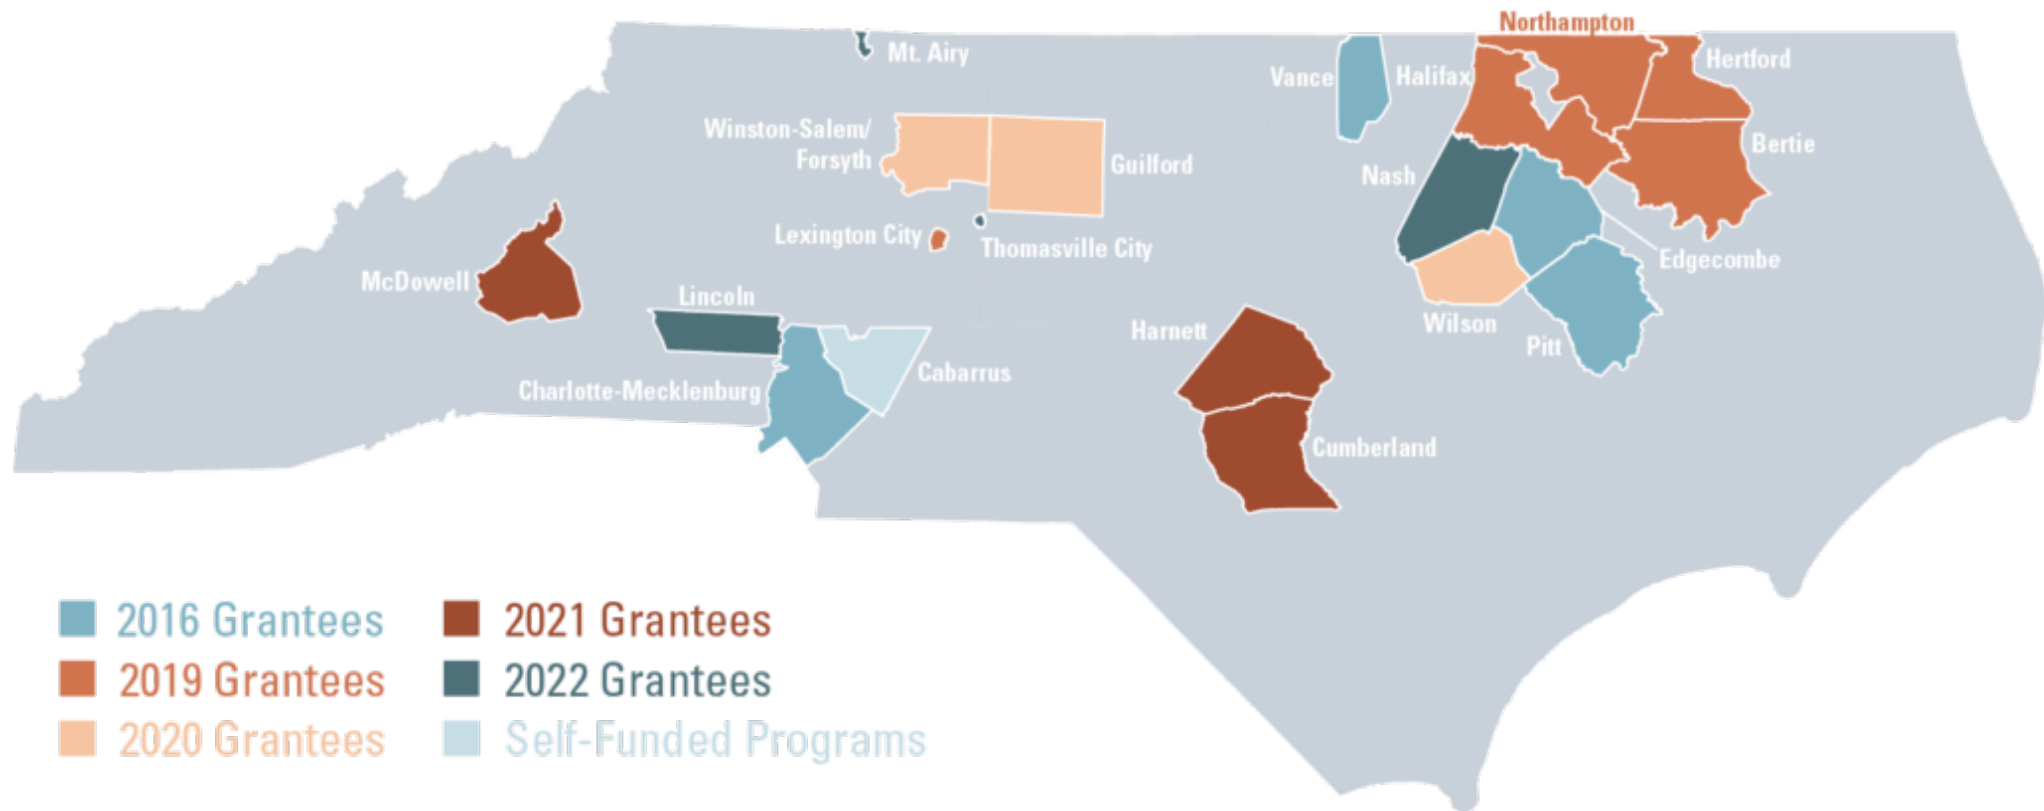 Northampton
Mt. Airy
Vance
Halifax
Hertford
Winston-Salem/
Forsyth
Guilford
Bertie
Nash
Lexington City
Thomasville City
Edgecombe
McDowell
Lincoln
Harnett
Wilson
Pitt
Charlotte-Mecklenburg
Cabarrus
Cumberland
2016 Grantees
2019 Grantees
2020 Grantees
2021 Grantees
2022 Grantees
Self-Funded Programs